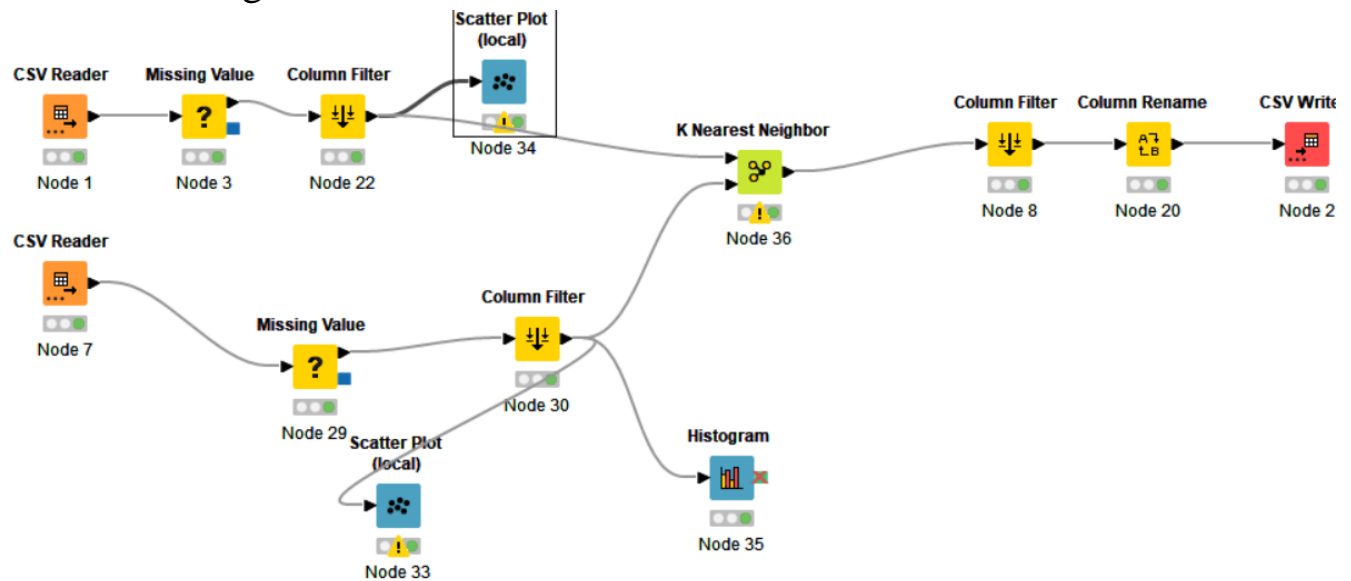 Scatter Plot
(local)
CSV Reader
Missing Value
Column Filter
Node 34
Node 1
Node 3
Node 22
K Nearest Neighbor
Node 36
Column Filter
Column Rename
CSV Write
Node 8
Node 20
Node 2
CSV Reader
Node 7
Missing Value
Node 29
Column Filter
Node 30
Scatter Plot
(local)
Node 33
Histogram
Node 35